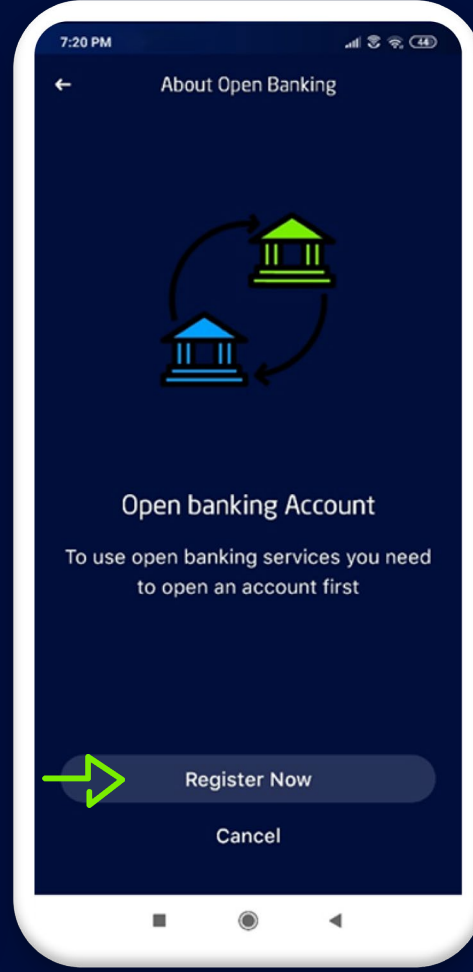 7:20 PM
44
About Open Banking
Open banking Account
To use open banking services you need
to open an account first
Register Now
Cancel